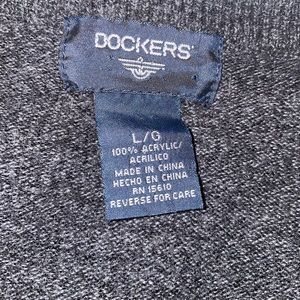 DOCKERS
L/G
100% ACRYLIC/
ACRILICO
MADE IN CHINA
HECHO EN CHINA
RN 15610
REVERSE FOR CARE